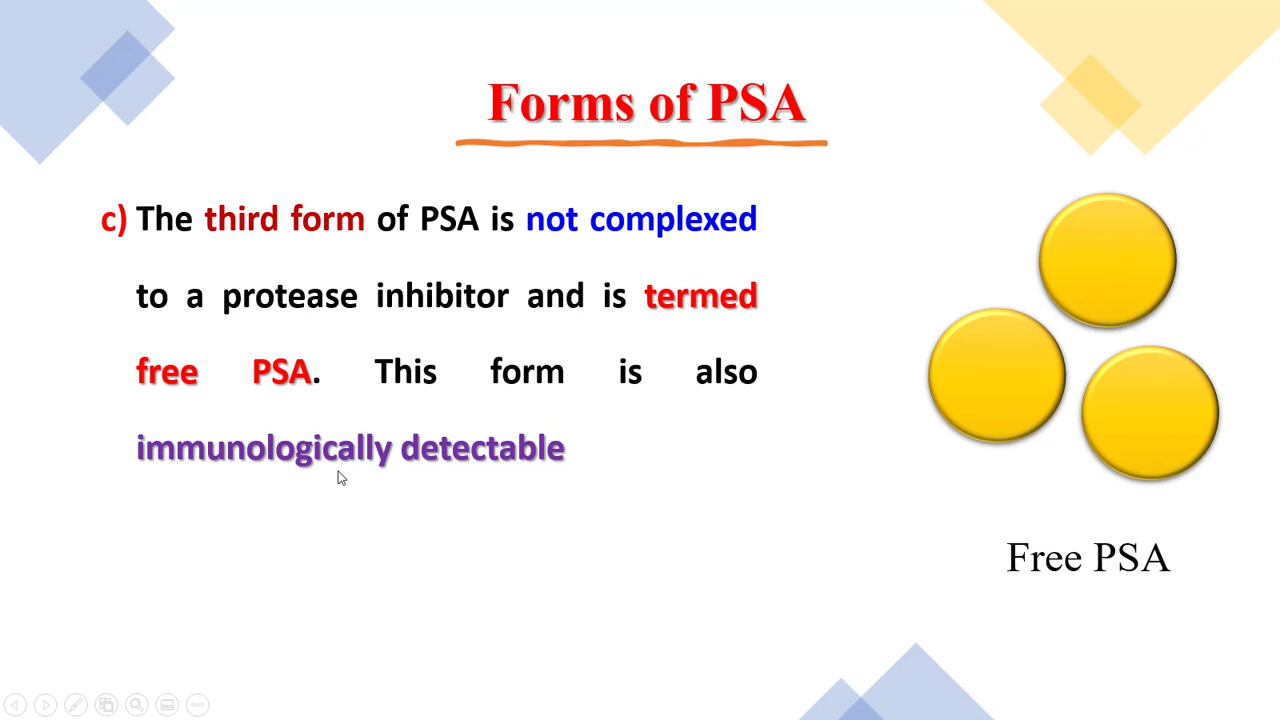 Forms of PSA
c) The third form of PSA is not complexed
to a protease inhibitor and is termed
free PSA. This form is also
immunologically detectable
Free PSA